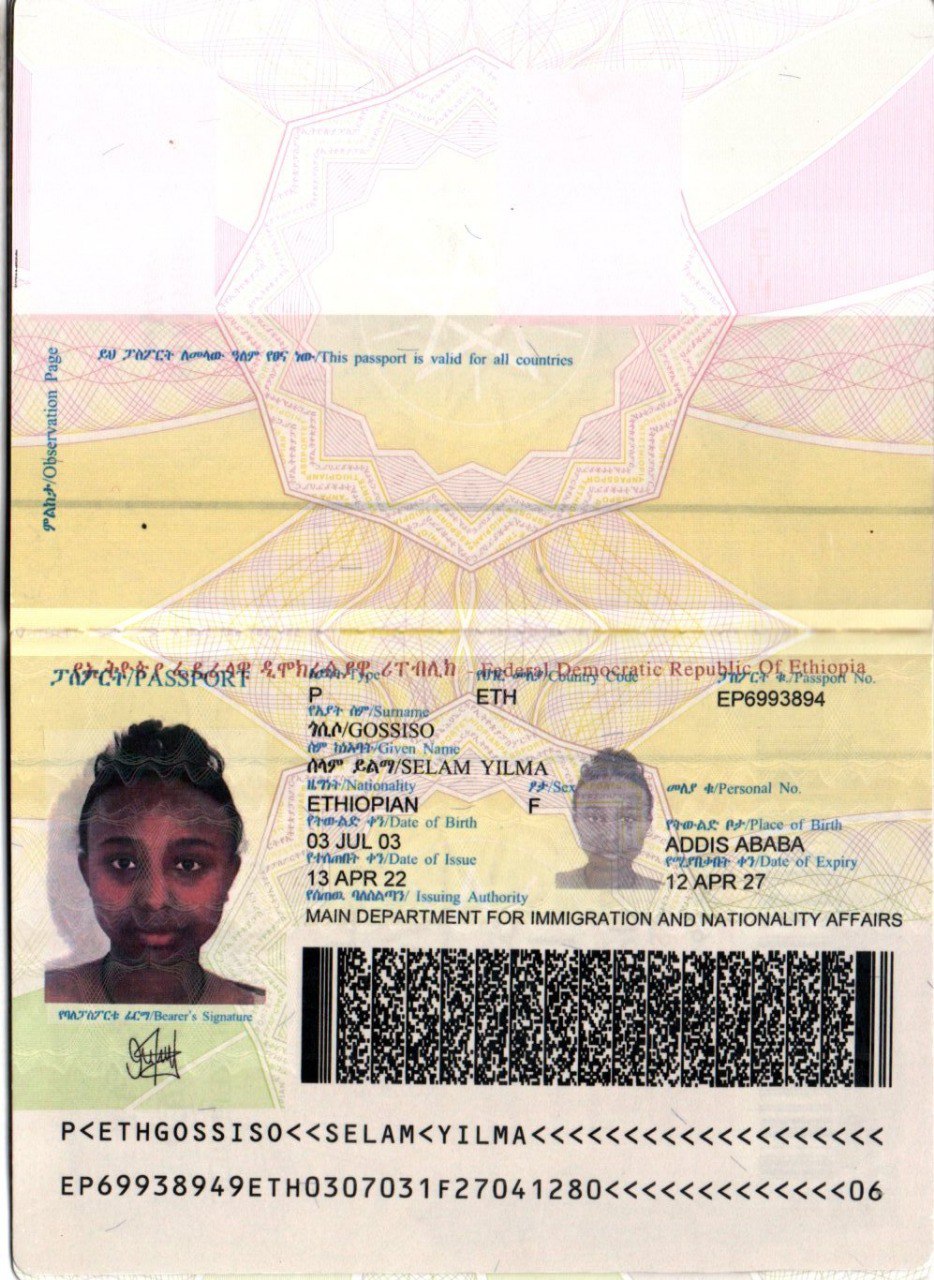 ይህ ፓስፖርት ለመላው ዓለም የፀና ነው/This passport is valid for all countries
ምልከታ/Observation Page
የኢትዮጵያ ፌዴራላዊ ዲሞክራሲያዊ ሪፐብሊክ - Federal Democratic Republic Of Ethiopia
ፓስፖርት/PASSPORT
Type
Country Code
ፓስፖርት ቁ./Passport No.
P
ETH
EP6993894
የአያት ስም/Surname
ጎሲሶ/GOSSISO
ስም ከነአባት/Given Name
ሰላም ይልማ/SELAM YILMA
ዜግነት/Nationality
ፆታ/Sex
መለያ ቁ/Personal No.
ETHIOPIAN
F
የትውልድ ቀን/Date of Birth
የትውልድ ቦታ/Place of Birth
03 JUL 03
ADDIS ABABA
የተሰጠበት ቀን/Date of Issue
የሚያበቃበት ቀን/Date of Expiry
13 APR 22
12 APR 27
የሰጠዉ ባለስልጣን/ Issuing Authority
MAIN DEPARTMENT FOR IMMIGRATION AND NATIONALITY AFFAIRS
የባለፓስፖርቱ ፊርማ/Bearer's Signature
P<ETHGOSSISO<<SELAM<YILMA<<<<<<<<<<<<<<<<<<<
EP69938949ETH0307031F27041280<<<<<<<<<<<<<06